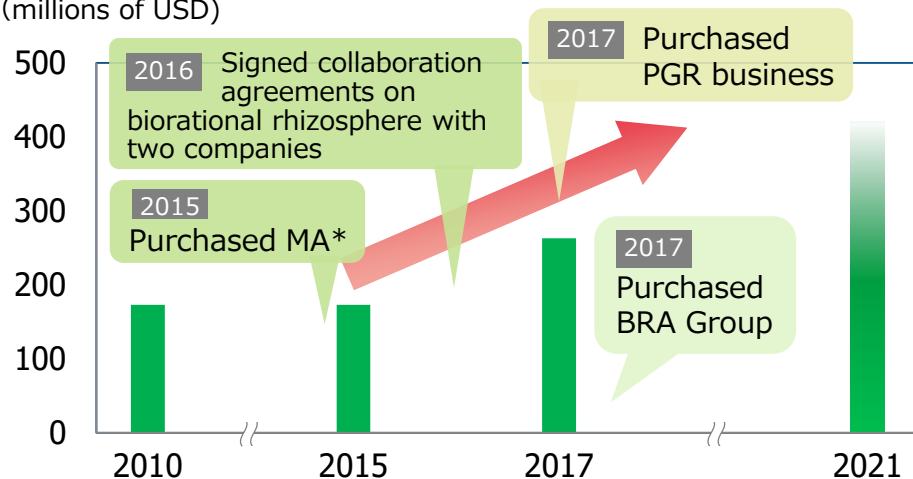 (millions of USD)
500
400
300
200
100
0
2016 Signed collaboration
agreements on
biorational rhizosphere with
two companies
2017 Purchased
PGR business
2015
Purchased MA*
2017
Purchased
BRA Group
2010 2015 2017 2021